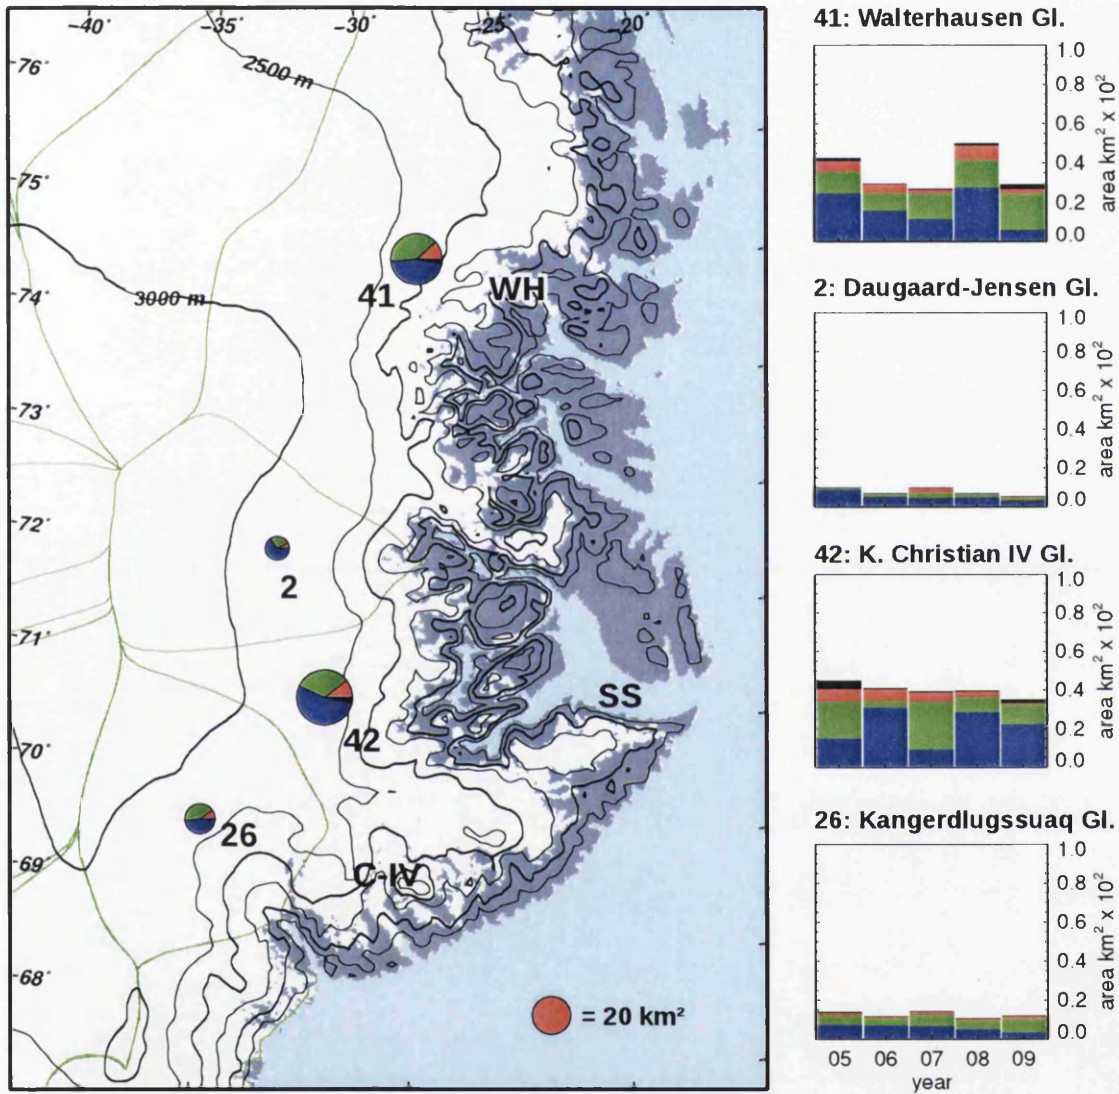 -40° -35° -30° -25° -20°
76°
2500 m
75°
74°
41
WH
3000 m
73°
72°
2
71°
SS
42
70°
26
69°
C-IV
68°
= 20 km²
41: Walterhausen Gl.
1.0
0.8
0.6
0.4
0.2
0.0
area km² x 10²
2: Daugaard-Jensen Gl.
1.0
0.8
0.6
0.4
0.2
0.0
area km² x 10²
42: K. Christian IV Gl.
1.0
0.8
0.6
0.4
0.2
0.0
area km² x 10²
26: Kangerdlugssuaq Gl.
1.0
0.8
0.6
0.4
0.2
0.0
area km² x 10²
05 06 07 08 09
year